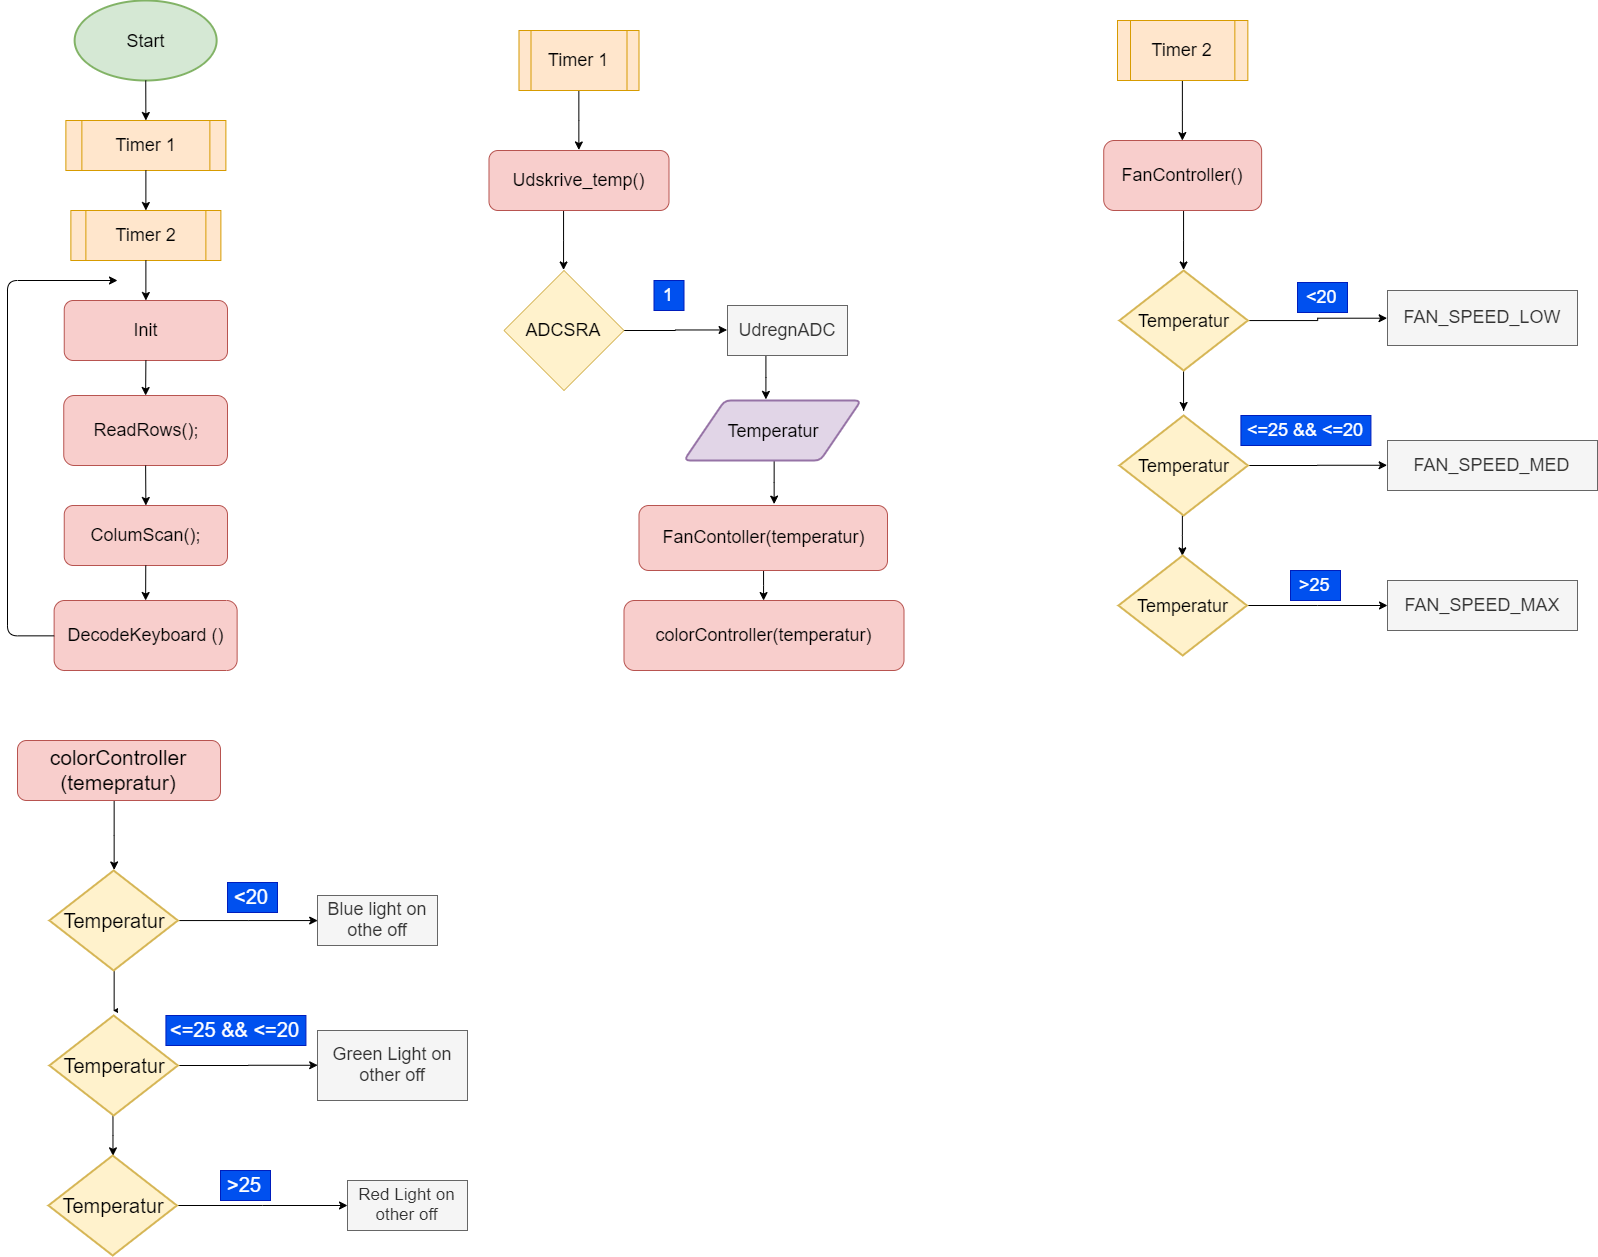 Start
Timer 1
Timer 2
Init
ReadRows();
ColumScan();
DecodeKeyboard ()
Timer 1
Udskrive_temp()
ADCSRA
1
UdregnADC
Temperatur
FanContoller(temperatur)
colorController(temperatur)
Timer 2
FanController()
Temperatur
<20
FAN_SPEED_LOW
Temperatur
<=25 && <=20
FAN_SPEED_MED
Temperatur
>25
FAN_SPEED_MAX
colorController
(temepratur)
Temperatur
<20
Blue light on
othe off
Temperatur
<=25 && <=20
Green Light on
other off
Temperatur
>25
Red Light on
other off